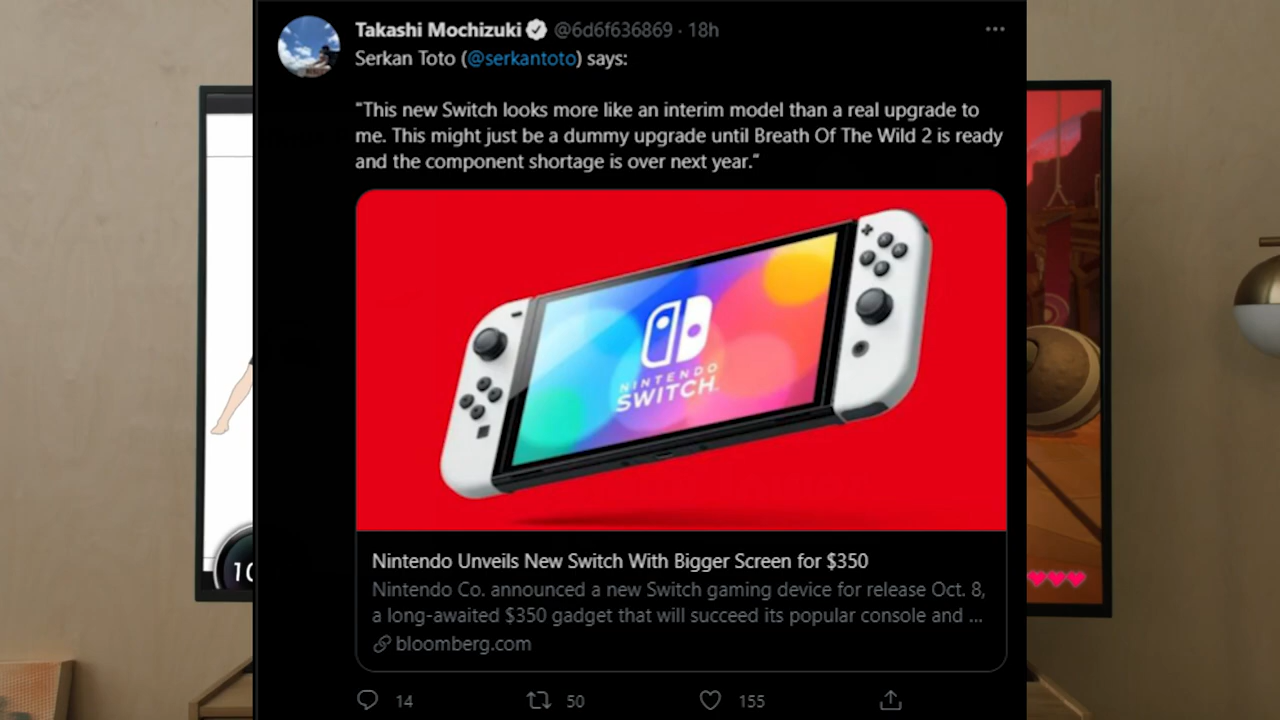 Takashi Mochizuki @6d6f636869 · 18h
Serkan Toto (@serkantoto) says:
"This new Switch looks more like an interim model than a real upgrade to
me. This might just be a dummy upgrade until Breath Of The Wild 2 is ready
and the component shortage is over next year."
NINTENDO
SWITCH
Nintendo Unveils New Switch With Bigger Screen for $350
Nintendo Co. announced a new Switch gaming device for release Oct. 8,
a long-awaited $350 gadget that will succeed its popular console and ...
bloomberg.com
14 50 155
10